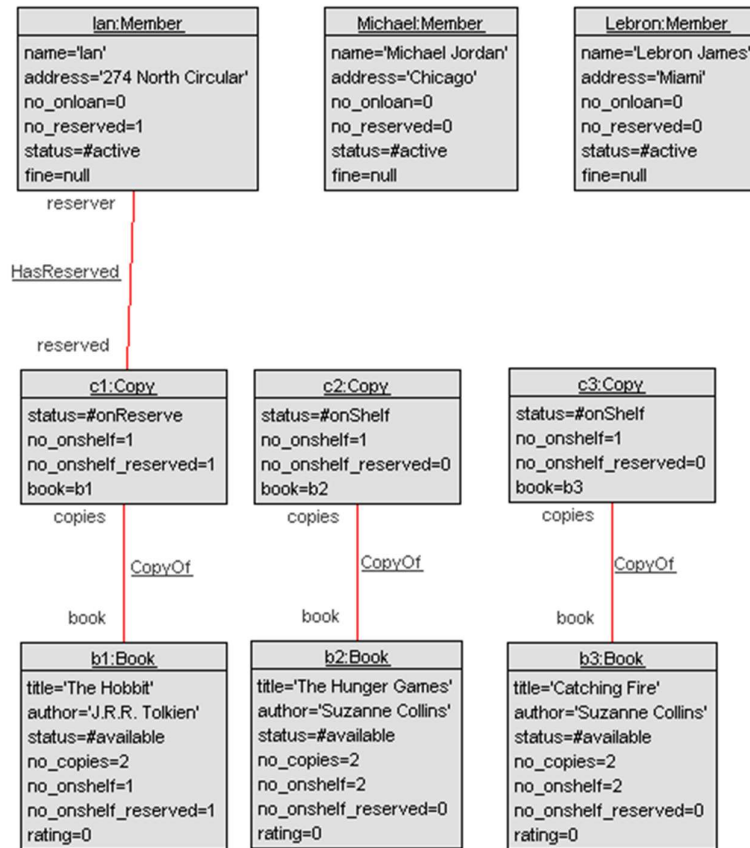 Ian:Member
name='Ian'
address='274 North Circular'
no_onloan=0
no_reserved=1
status=#active
fine=null
Michael:Member
name='Michael Jordan'
address='Chicago'
no_onloan=0
no_reserved=0
status=#active
fine=null
Lebron:Member
name='Lebron James'
address='Miami'
no_onloan=0
no_reserved=0
status=#active
fine=null
reserver
HasReserved
reserved
c1:Copy
status=#onReserve
no_onshelf=1
no_onshelf_reserved=1
book=b1
c2:Copy
status=#onShelf
no_onshelf=1
no_onshelf_reserved=0
book=b2
c3:Copy
status=#onShelf
no_onshelf=1
no_onshelf_reserved=0
book=b3
copies
CopyOf
book
copies
CopyOf
book
copies
CopyOf
book
b1:Book
title='The Hobbit'
author='J.R.R. Tolkien'
status=#available
no_copies=2
no_onshelf=1
no_onshelf_reserved=1
rating=0
b2:Book
title='The Hunger Games'
author='Suzanne Collins'
status=#available
no_copies=2
no_onshelf=2
no_onshelf_reserved=0
rating=0
b3:Book
title='Catching Fire'
author='Suzanne Collins'
status=#available
no_copies=2
no_onshelf=2
no_onshelf_reserved=0
rating=0